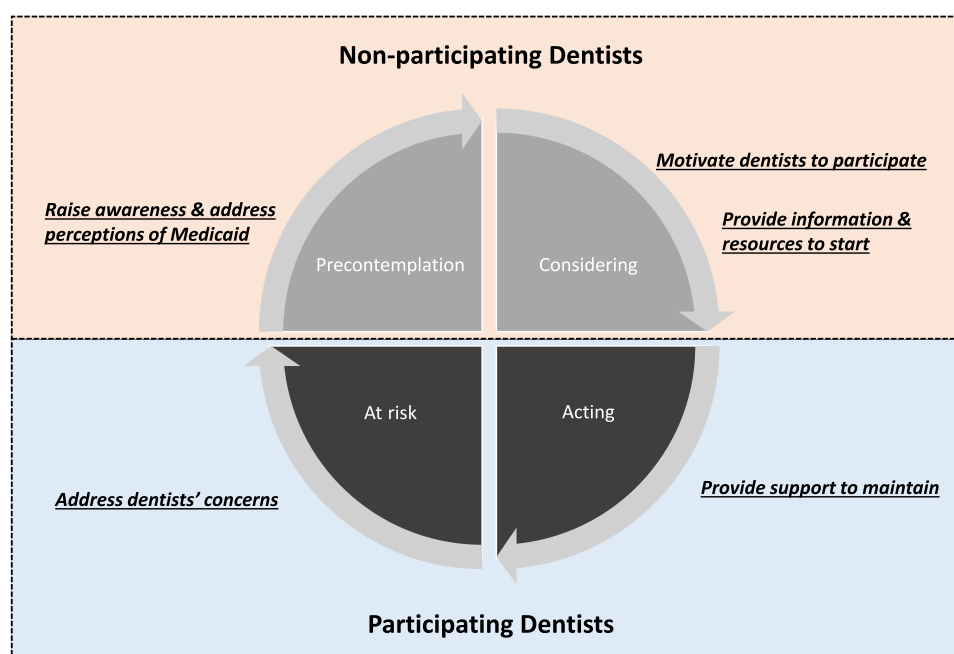 Non-participating Dentists
Motivate dentists to participate
Raise awareness & address
perceptions of Medicaid
Provide information &
resources to start
Precontemplation
Considering
At risk
Acting
Address dentists’ concerns
Provide support to maintain
Participating Dentists